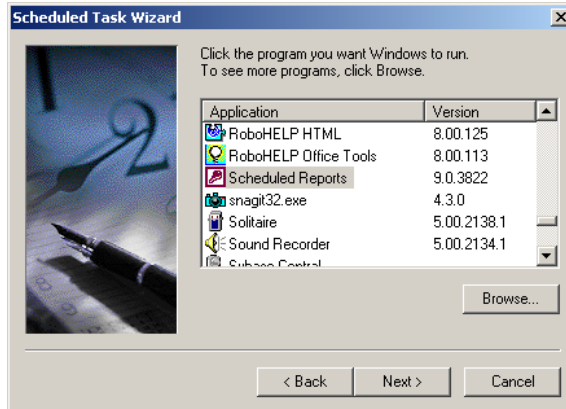 Scheduled Task Wizard
Click the program you want Windows to run.
To see more programs, click Browse.
Application Version
RoboHELP HTML 8.00.125
RoboHELP Office Tools 8.00.113
Scheduled Reports 9.0.3822
snagit32.exe 4.3.0
Solitaire 5.00.2138.1
Sound Recorder 5.00.2134.1
Browse...
< Back Next > Cancel